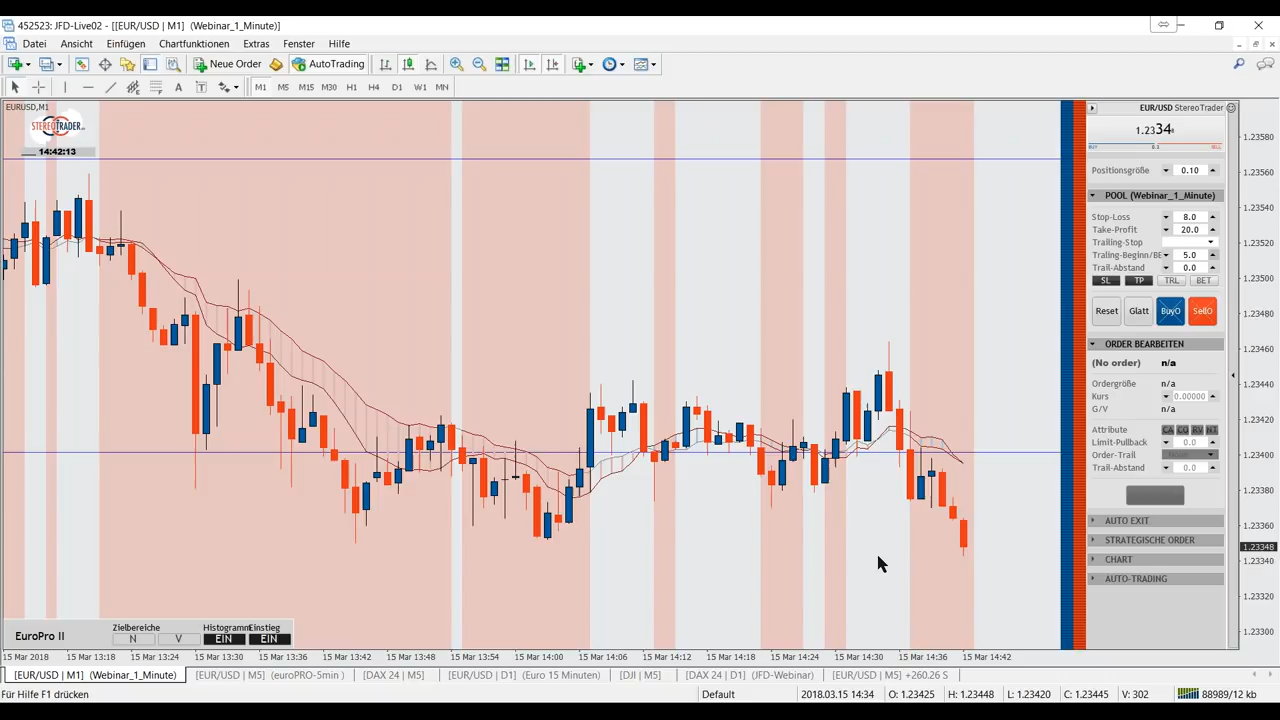 452523: JFD-Live02 - [[EUR/USD | M1] (Webinar_1_Minute)]
Datei Ansicht Einfügen Chartfunktionen Extras Fenster Hilfe
New Order AutoTrading
A T M1 M5 M15 M30 H1 H4 D1 W1 MN
EURUSD,M1
STEREOTRADER
14:42:13
EUR/USD StereoTrader
1.23344
BUY 0.3 SELL
Positionsgröße 0.10
POOL (Webinar_1_Minute)
Stop-Loss 8.0
Take-Profit 20.0
Trailing-Stop
Traling-Beginn/BE 5.0
Trail-Abstand 0.0
SL TP TRL BET
Reset Glatt BuyO SellO
ORDER BEARBEITEN
(No order) n/a
Ordergröße n/a
Kurs 0.00000
G/V n/a
Attribute CA CO RV NT
Limit-Pullback 0.0
Order-Trail None
Trail-Abstand 0.0
AUTO EXIT
STRATEGISCHE ORDER
CHART
AUTO-TRADING
1.23580
1.23560
1.23540
1.23520
1.23500
1.23480
1.23460
1.23440
1.23420
1.23400
1.23380
1.23360
1.23348
1.23340
1.23320
1.23300
EuroPro II
Zielbereiche Histogramm Einstieg
N V EIN EIN
15 Mar 2018 15 Mar 13:18 15 Mar 13:24 15 Mar 13:30 15 Mar 13:36 15 Mar 13:42 15 Mar 13:48 15 Mar 13:54 15 Mar 14:00 15 Mar 14:06 15 Mar 14:12 15 Mar 14:18 15 Mar 14:24 15 Mar 14:30 15 Mar 14:36 15 Mar 14:42
[EUR/USD | M1] (Webinar_1_Minute) [EUR/USD | M5] (euroPRO-5min ) [DAX 24 | M5] [EUR/USD | D1] (Euro 15 Minuten) [DJI | M5] [DAX 24 | D1] (JFD-Webinar) [EUR/USD | M5] +260.26 S
Für Hilfe F1 drücken Default 2018.03.15 14:34 O: 1.23425 H: 1.23448 L: 1.23420 C: 1.23445 V: 302 88989/12 kb